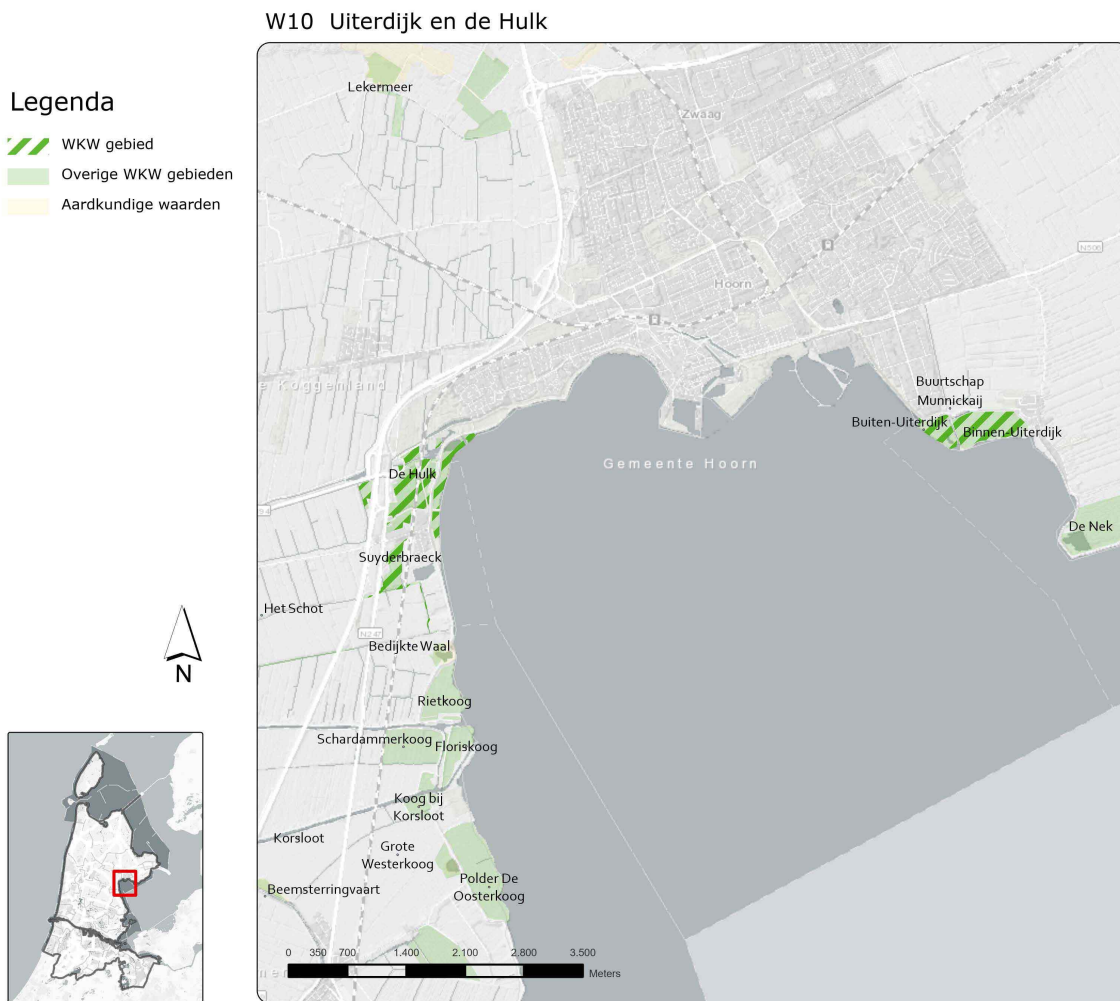 W10 Uiterdijk en de Hulk
Legenda
WKW gebied
Overige WKW gebieden
Aardkundige waarden
Lekermeer
Zwaag
N506
Hoorn
e Koggenland
Buurtschap
Munnickaij
Buiten-Uiterdijk
Binnen-Uiterdijk
Gemeente Hoorn
De Hulk
De Nek
Suyderbraeck
Het Schot
N247
Bedijkte Waal
N
Rietkoog
Schardammerkoog
Floriskoog
Koog bij
Korsloot
Korsloot
Grote
Westerkoog
Polder De
Oosterkoog
Beemsterringvaart
0 350 700 1.400 2.100 2.800 3.500
Meters